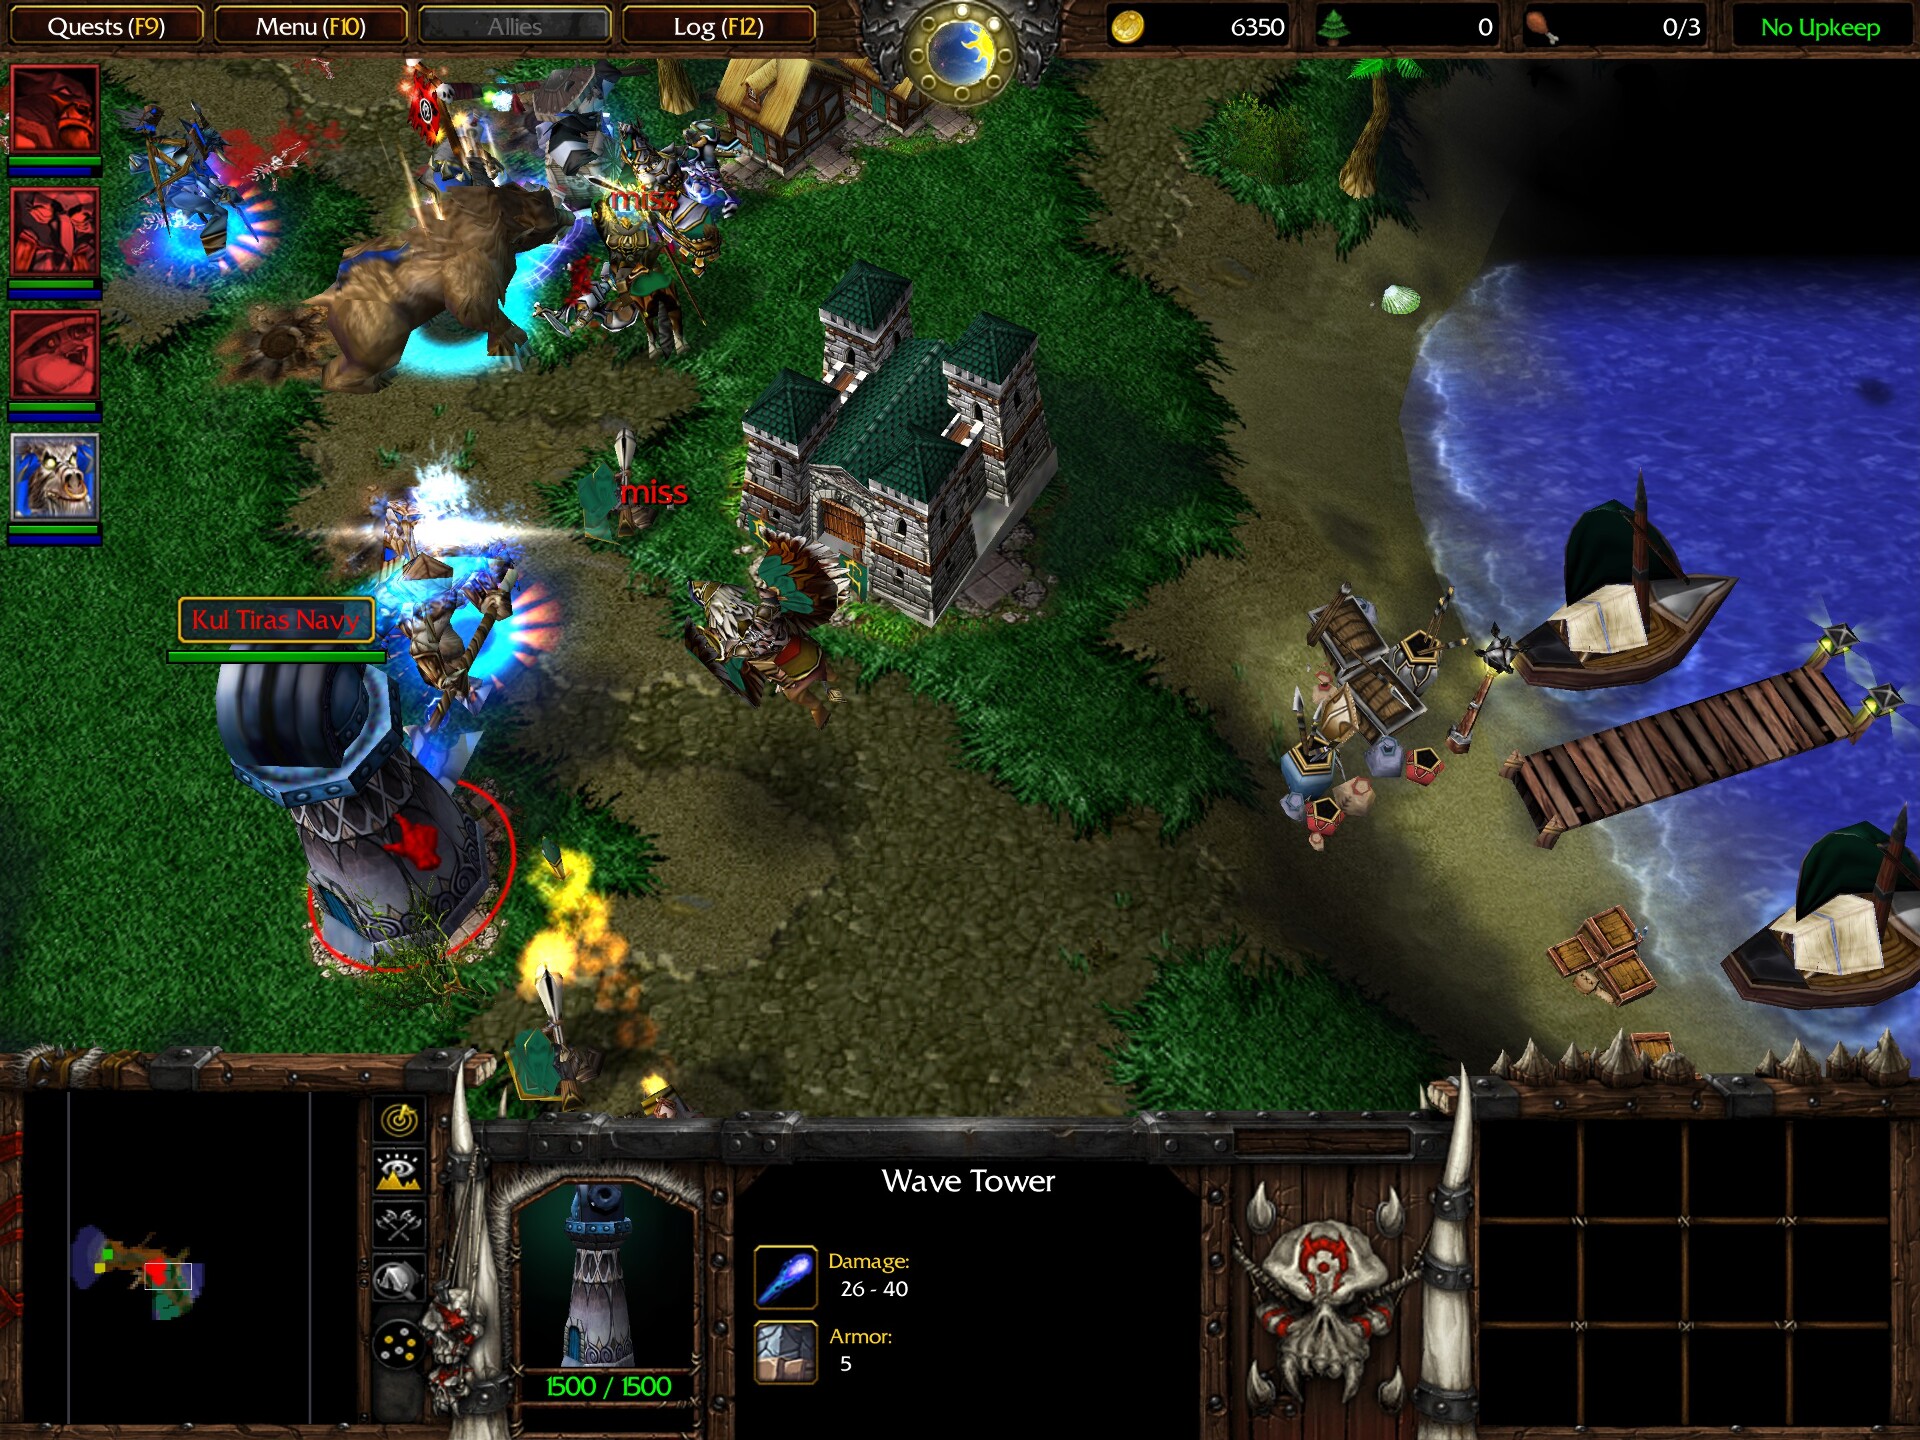 Quests (F9) Menu (F10) Allies Log (F12) 6350 0 0/3 No Upkeep
miss
miss
Kul Tiras Navy
Wave Tower
Damage:
26 - 40
Armor:
5
1500 / 1500